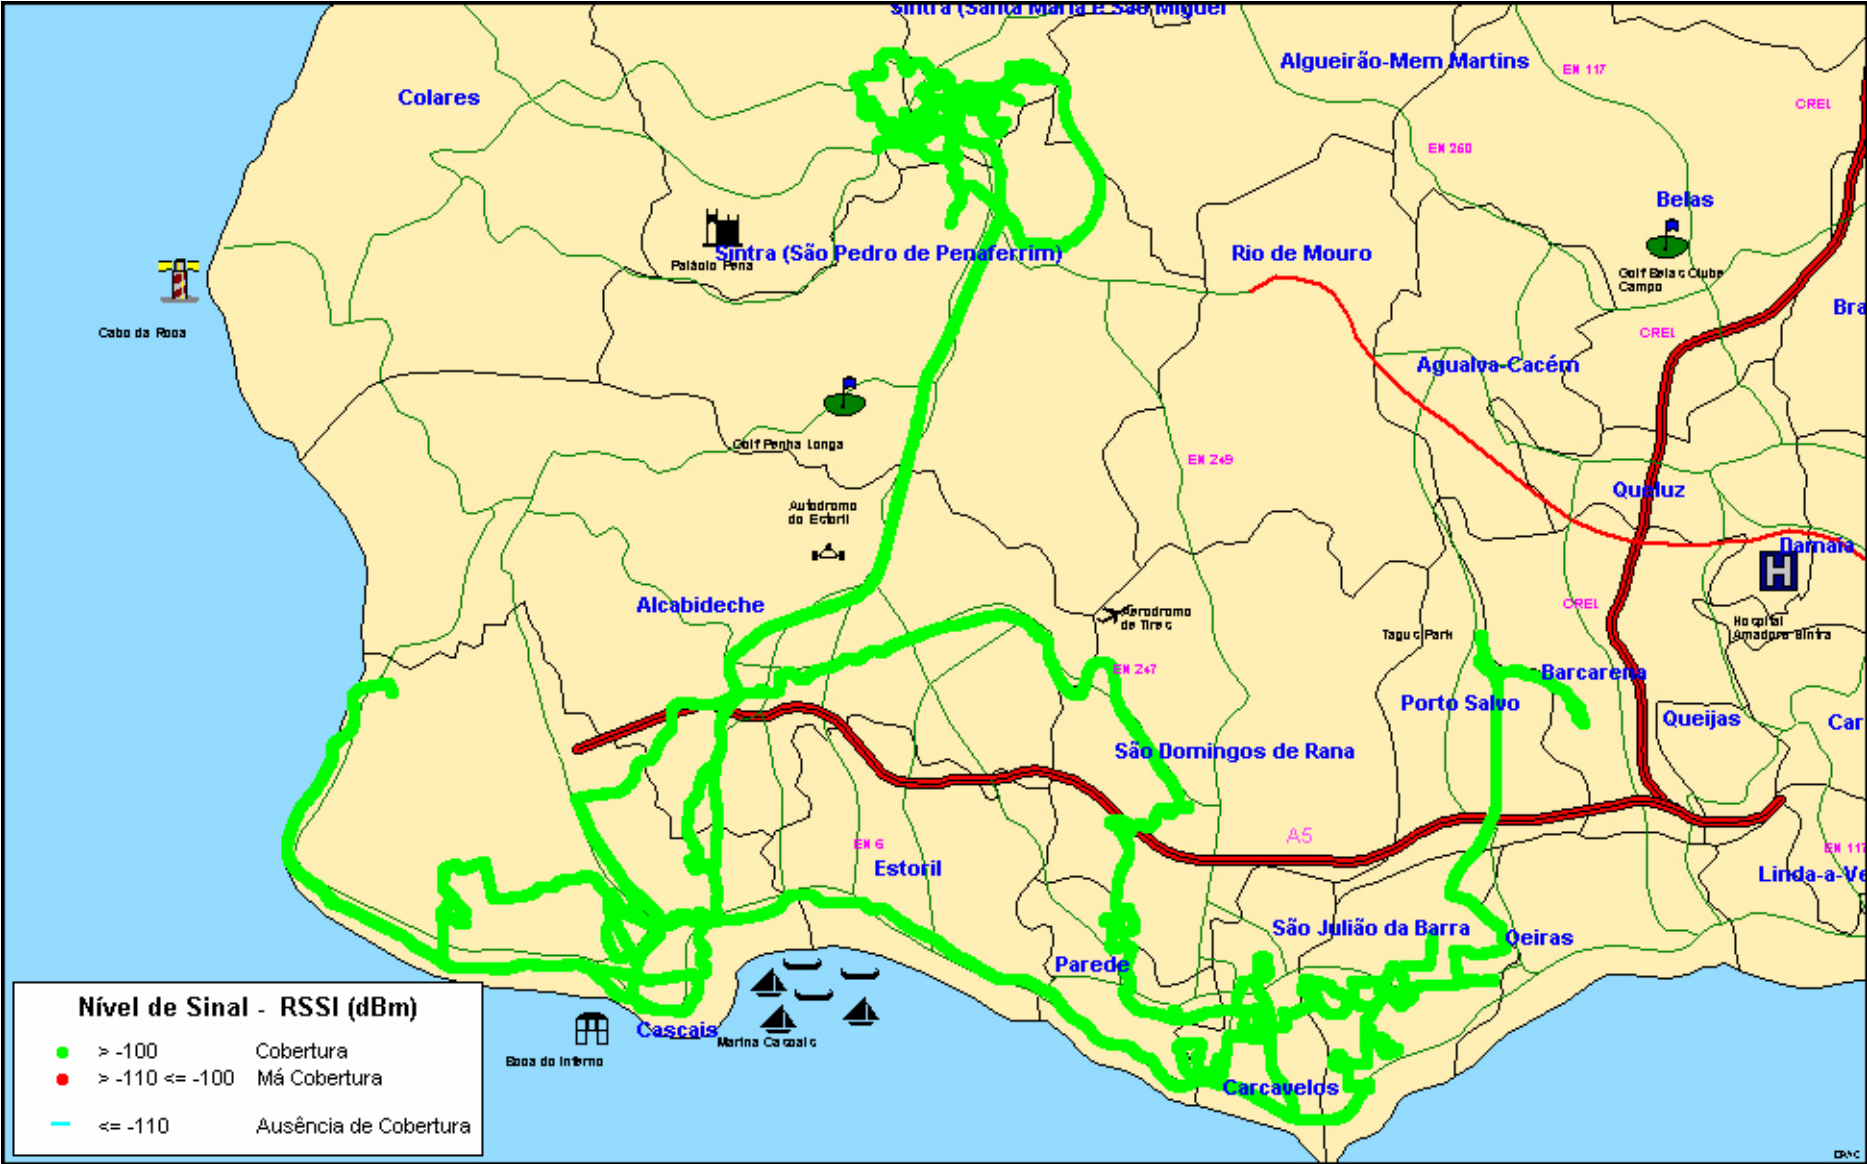 Sintra (Santa Maria e São Miguel
Algueirão-Mem Martins
EN 117
Colares
CREL
EN 260
Belas
Sintra (São Pedro de Penaferrim)
Rio de Mouro
Palácio Pena
Golf Belas Clube
Campo
Bra
Cabo da Roca
CREL
Agualva-Cacém
Golf Penha Longa
EN 249
Queluz
Autodromo
do Estoril
Damaia
H
Alcabideche
Aerodromo
de Tires
CREL
Tagus Park
Hospital
Amadora Sintra
EN 247
Barcarena
Porto Salvo
Queijas
Car
São Domingos de Rana
A5
EN 6
EN 117
Estoril
Linda-a-Ve
São Julião da Barra
Oeiras
Parede
Cascais
Marina Cascais
Boca do Inferno
Carcavelos
Nível de Sinal - RSSI (dBm)
> -100 Cobertura
> -110 <= -100 Má Cobertura
<= -110 Ausência de Cobertura